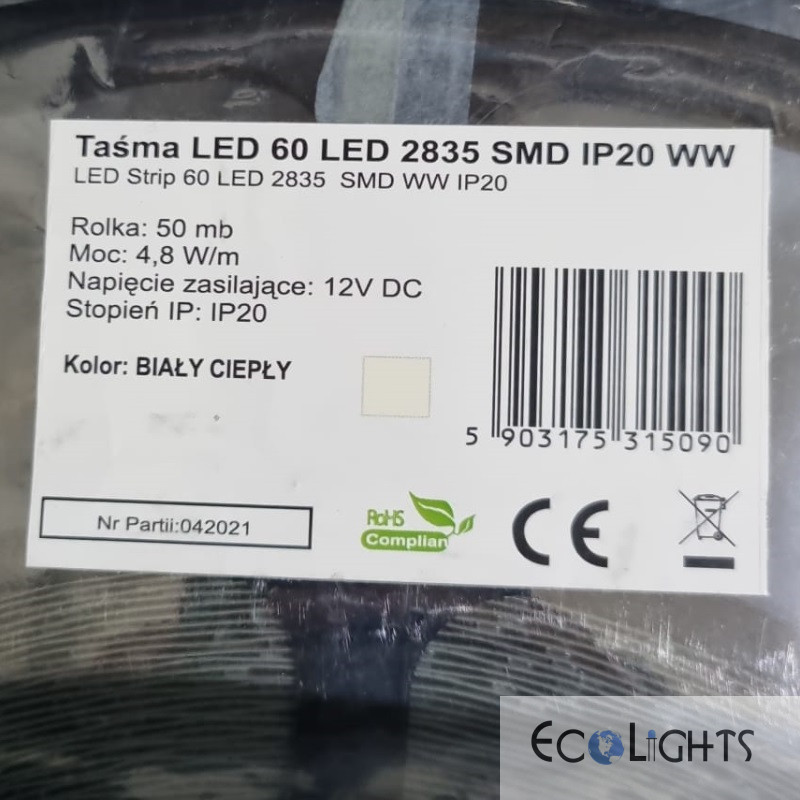 Taśma LED 60 LED 2835 SMD IP20 WW
LED Strip 60 LED 2835 SMD WW IP20
Rolka: 50 mb
Moc: 4,8 W/m
Napięcie zasilające: 12V DC
Stopień IP: IP20
Kolor: BIAŁY CIEPŁY
5 903175 315090
Nr Partii:042021
RoHS
Complian
CE
ECOLIGHTS